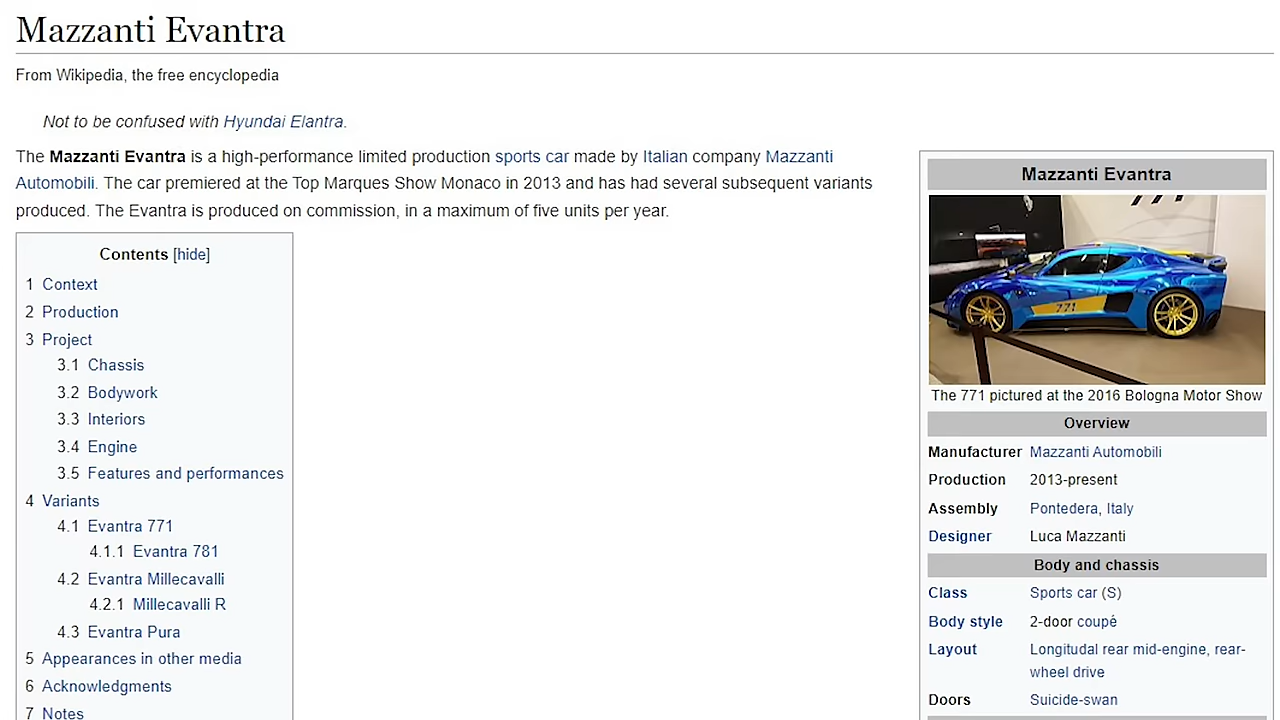 Mazzanti Evantra
From Wikipedia, the free encyclopedia
Not to be confused with Hyundai Elantra.
The Mazzanti Evantra is a high-performance limited production sports car made by Italian company Mazzanti
Automobili. The car premiered at the Top Marques Show Monaco in 2013 and has had several subsequent variants
produced. The Evantra is produced on commission, in a maximum of five units per year.
Contents [hide]
1 Context
2 Production
3 Project
3.1 Chassis
3.2 Bodywork
3.3 Interiors
3.4 Engine
3.5 Features and performances
4 Variants
4.1 Evantra 771
4.1.1 Evantra 781
4.2 Evantra Millecavalli
4.2.1 Millecavalli R
4.3 Evantra Pura
5 Appearances in other media
6 Acknowledgments
7 Notes
Mazzanti Evantra
771
The 771 pictured at the 2016 Bologna Motor Show
Overview
Manufacturer Mazzanti Automobili
Production 2013-present
Assembly Pontedera, Italy
Designer Luca Mazzanti
Body and chassis
Class Sports car (S)
Body style 2-door coupé
Layout Longitudal rear mid-engine, rear-
wheel drive
Doors Suicide-swan